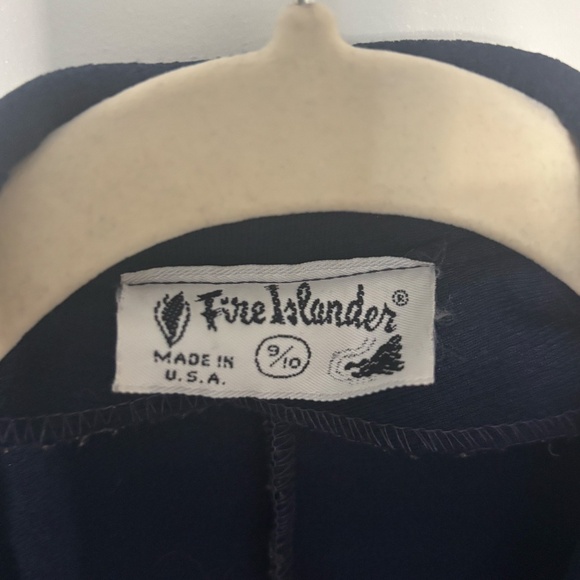 Fire Islander®
MADE IN
U.S.A.
9/10